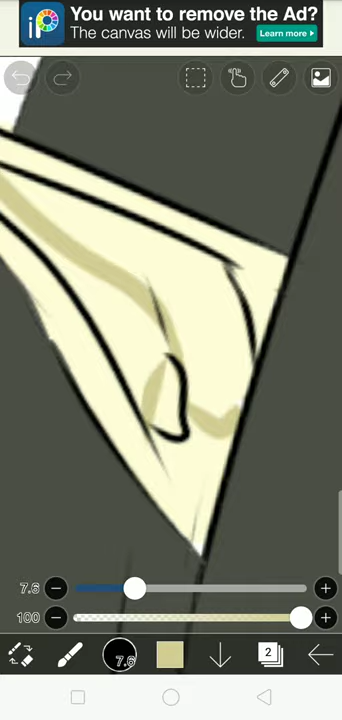 iP
You want to remove the Ad?
The canvas will be wider.
Learn more
7.6
100
7.6
2